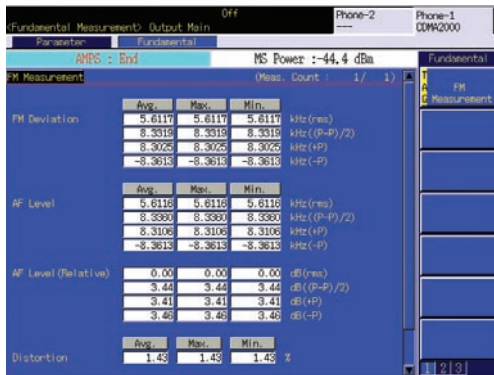 Off
<Fundamental Measurement> Output Main
Phone-2
----
Phone-1
CDMA2000
Parameter Fundamental
AMPS : End MS Power :-44.4 dBm
Fundamental
FM Measurement (Meas. Count : 1/ 1)
TAG
FM
Measurement
Avg. Max. Min.
FM Deviation 5.6117 5.6117 5.6117 kHz(rms)
8.3319 8.3319 8.3319 kHz((P-P)/2)
8.3025 8.3025 8.3025 kHz(+P)
-8.3613 -8.3613 -8.3613 kHz(-P)
Avg. Max. Min.
AF Level 5.6116 5.6116 5.6116 kHz(rms)
8.3360 8.3360 8.3360 kHz((P-P)/2)
8.3106 8.3106 8.3106 kHz(+P)
-8.3613 -8.3613 -8.3613 kHz(-P)
AF Level(Relative) 0.00 0.00 0.00 dB(rms)
3.44 3.44 3.44 dB((P-P)/2)
3.41 3.41 3.41 dB(+P)
3.46 3.46 3.46 dB(-P)
Avg. Max. Min.
Distortion 1.43 1.43 1.43 %
1 2 3